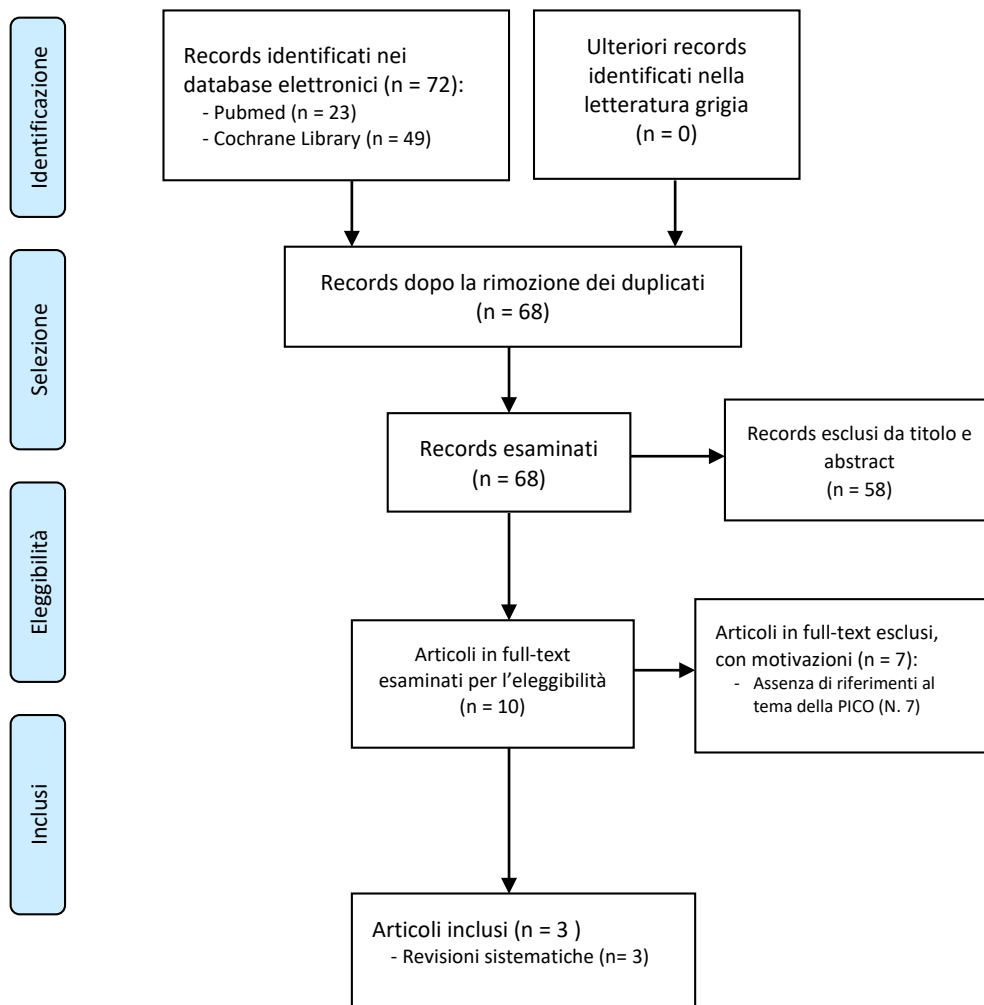 Identificazione
Records identificati nei
database elettronici (n = 72):
- Pubmed (n = 23)
- Cochrane Library (n = 49)
Ulteriori records
identificati nella
letteratura grigia
(n = 0)
Selezione
Records dopo la rimozione dei duplicati
(n = 68)
Records esaminati
(n = 68)
Records esclusi da titolo e
abstract
(n = 58)
Eleggibilità
Articoli in full-text
esaminati per l'eleggibilità
(n = 10)
Articoli in full-text esclusi,
con motivazioni (n = 7):
- Assenza di riferimenti al
tema della PICO (N. 7)
Inclusi
Articoli inclusi (n = 3 )
- Revisioni sistematiche (n= 3)